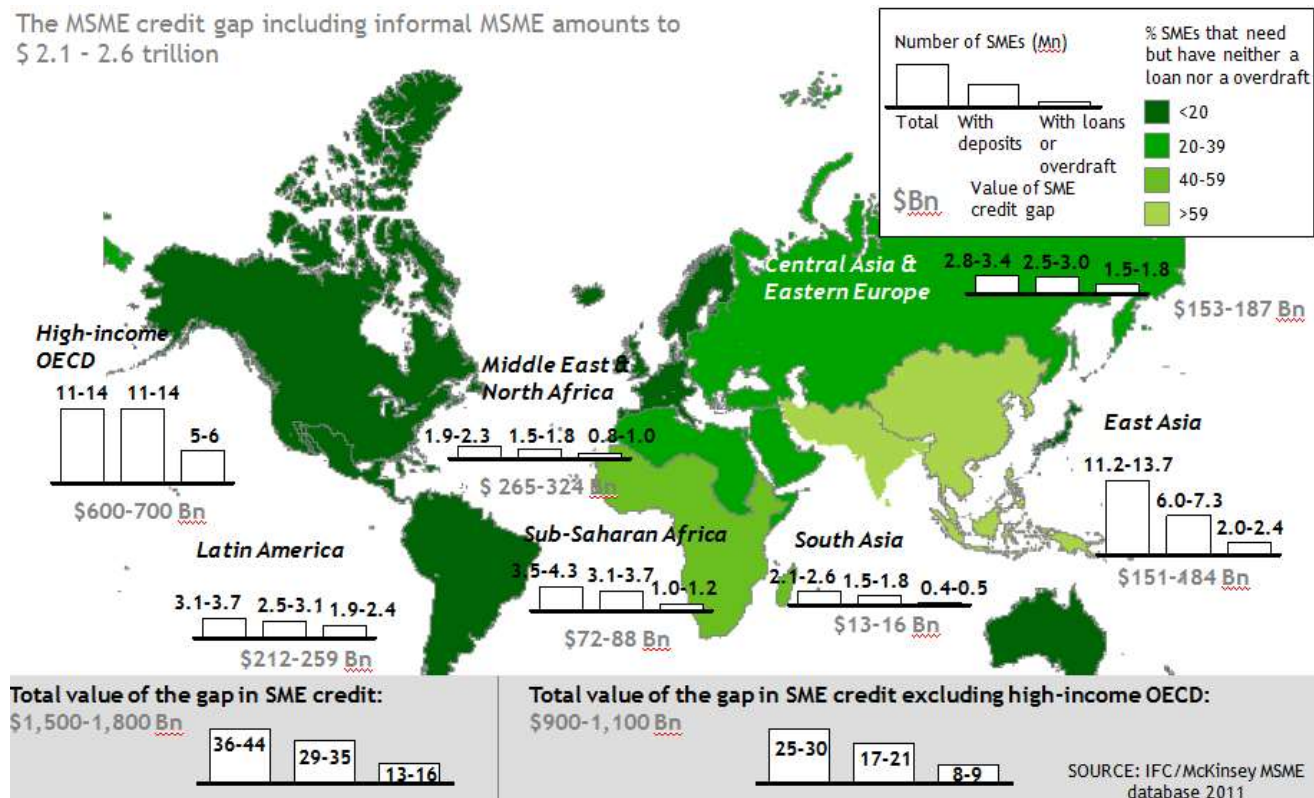 The MSME credit gap including informal MSME amounts to
$ 2.1 - 2.6 trillion
Number of SMEs (Mn)
Total
With
deposits
With loans
or
overdraft
$Bn
Value of SME
credit gap
% SMEs that need
but have neither a
loan nor a overdraft
<20
20-39
40-59
>59
Central Asia &
Eastern Europe
2.8-3.4 2.5-3.0 1.5-1.8
$153-187 Bn
High-income
OECD
11-14 11-14
5-6
$600-700 Bn
Middle East &
North Africa
1.9-2.3 1.5-1.8 0.8-1.0
$ 265-324 Bn
East Asia
11.2-13.7
6.0-7.3
2.0-2.4
$151-184 Bn
Latin America
3.1-3.7 2.5-3.1 1.9-2.4
$212-259 Bn
Sub-Saharan Africa
3.5-4.3 3.1-3.7 1.0-1.2
$72-88 Bn
South Asia
2.1-2.6 1.5-1.8 0.4-0.5
$13-16 Bn
Total value of the gap in SME credit:
$1,500-1,800 Bn
36-44
29-35
13-16
Total value of the gap in SME credit excluding high-income OECD:
$900-1,100 Bn
25-30
17-21
8-9
SOURCE: IFC/McKinsey MSME
database 2011